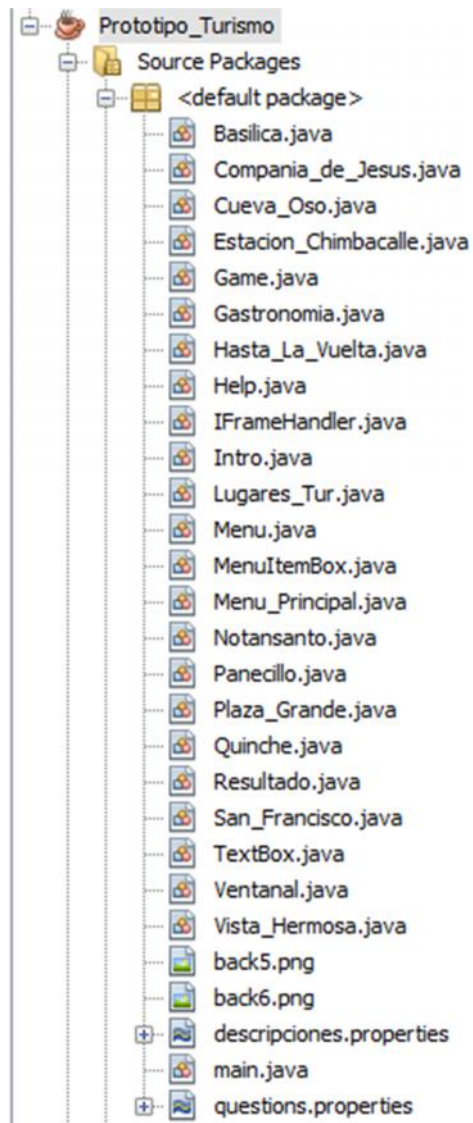 Prototipo_Turismo
Source Packages
<default package>
Basilica.java
Compania_de_Jesus.java
Cueva_Oso.java
Estacion_Chimbacalle.java
Game.java
Gastronomia.java
Hasta_La_Vuelta.java
Help.java
IFrameHandler.java
Intro.java
Lugares_Tur.java
Menu.java
MenuItemBox.java
Menu_Principal.java
Notansanto.java
Panecillo.java
Plaza_Grande.java
Quinche.java
Resultado.java
San_Francisco.java
TextBox.java
Ventanal.java
Vista_Hermosa.java
back5.png
back6.png
descripciones.properties
main.java
questions.properties